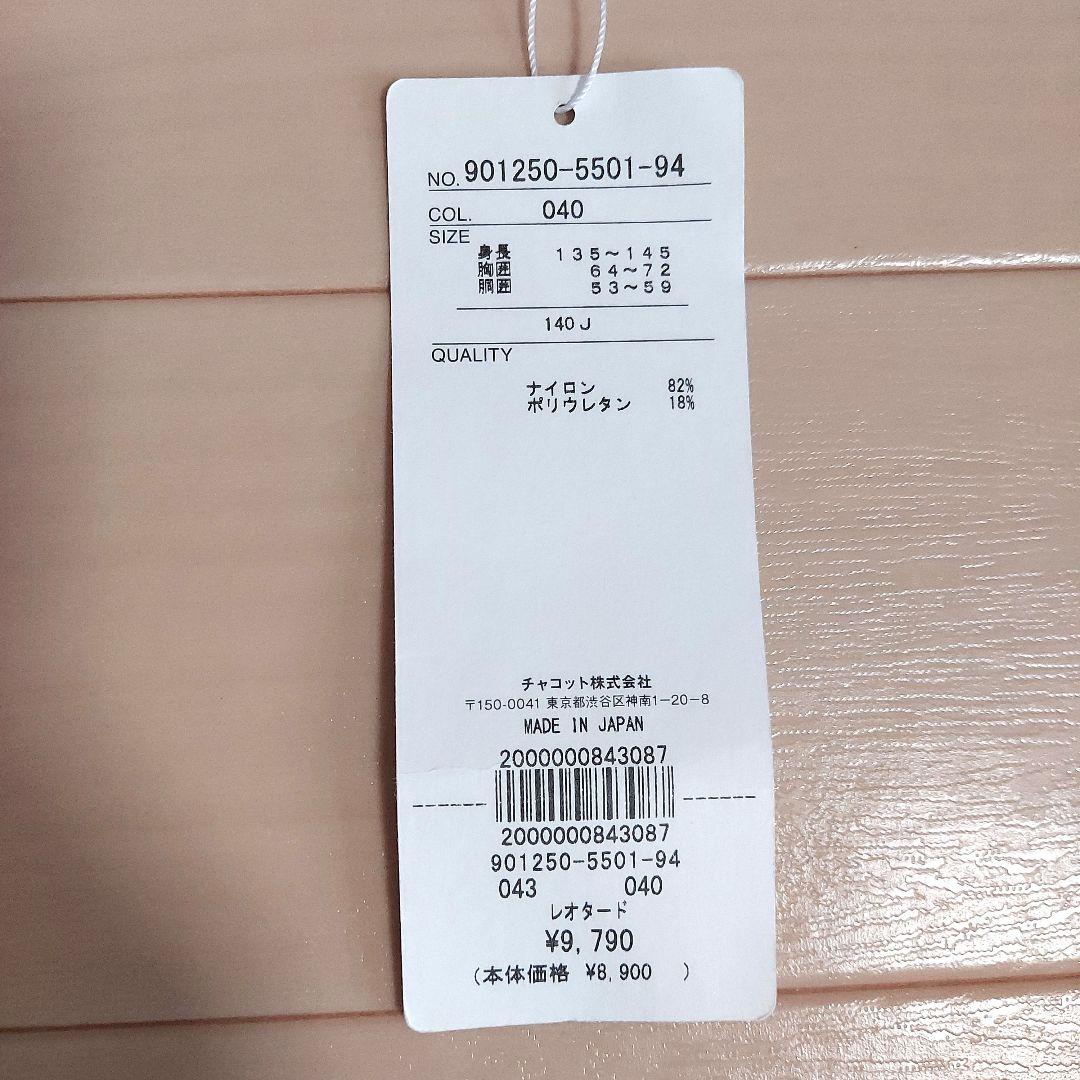 NO. 901250-5501-94
COL. 040
SIZE
身長 135～145
胸囲 64～72
胴囲 53～59
140J
QUALITY
ナイロン 82%
ポリウレタン 18%
チャコット株式会社
〒150-0041 東京都渋谷区神南1-20-8
MADE IN JAPAN
2000000843087
2000000843087
901250-5501-94
043 040
レオタード
¥9,790
(本体価格 ¥8,900 )